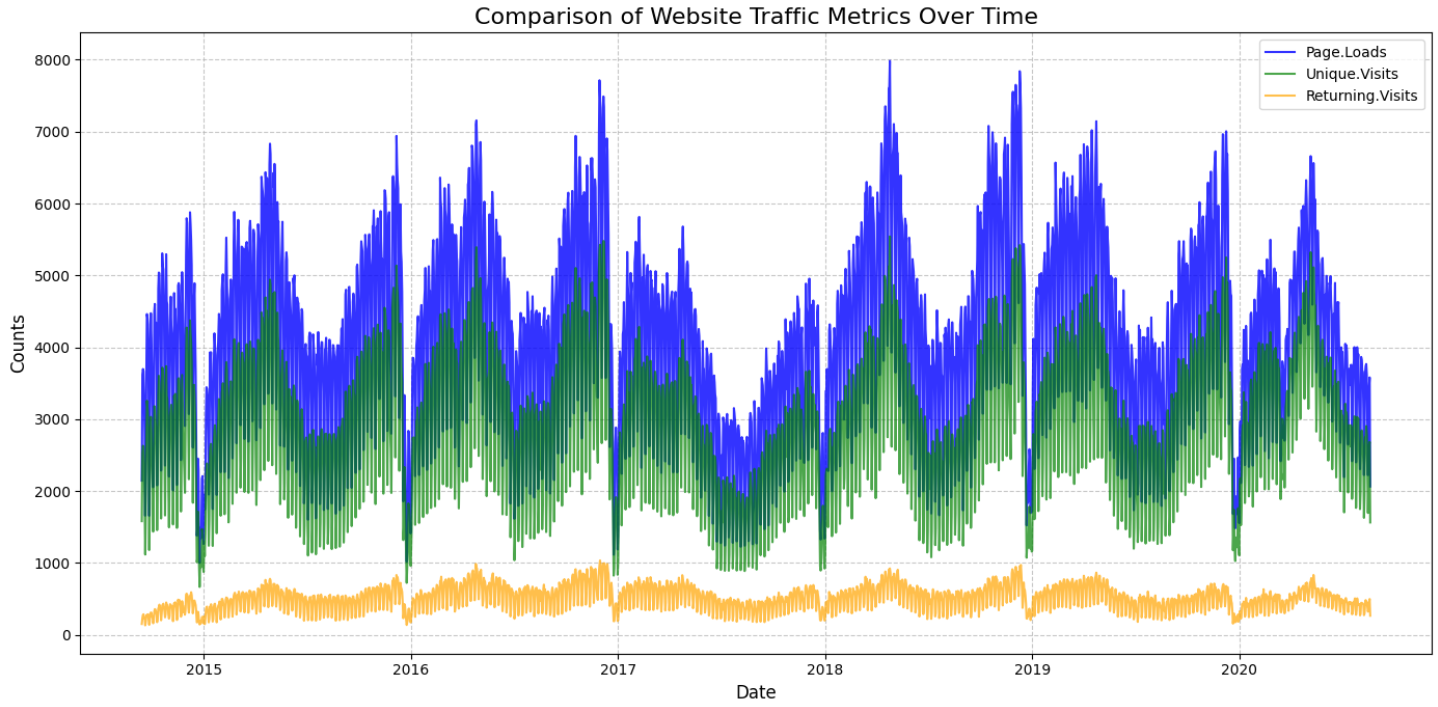 Comparison of Website Traffic Metrics Over Time
Page.Loads
Unique.Visits
Returning.Visits
Counts
8000
7000
6000
5000
4000
3000
2000
1000
0
2015
2016
2017
2018
2019
2020
Date